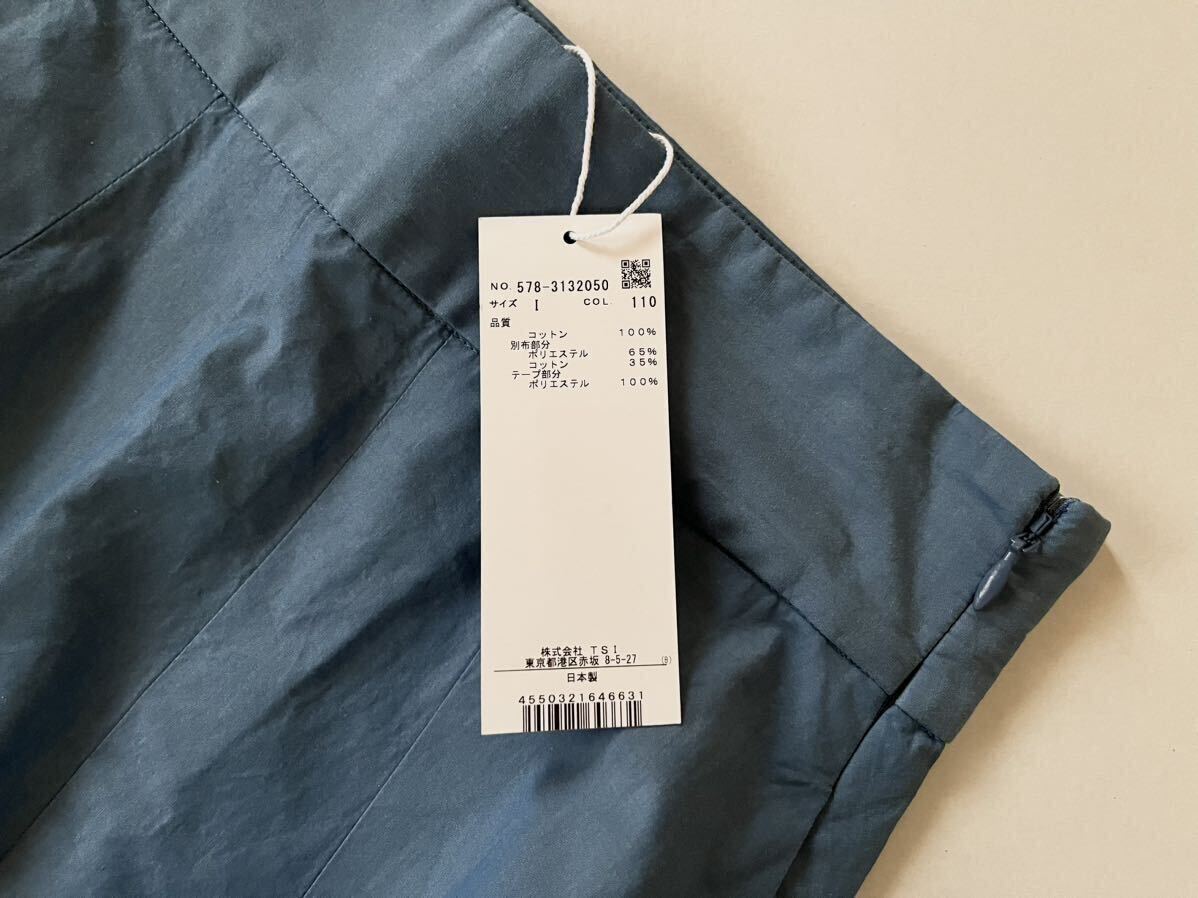 NO. 578-3132050
サイズ I COL. 110
品質
コットン 100%
別布部分
ポリエステル 65%
コットン 35%
テープ部分
ポリエステル 100%
株式会社 TSI
東京都港区赤坂 8-5-27 (B)
日本製
4550321646631